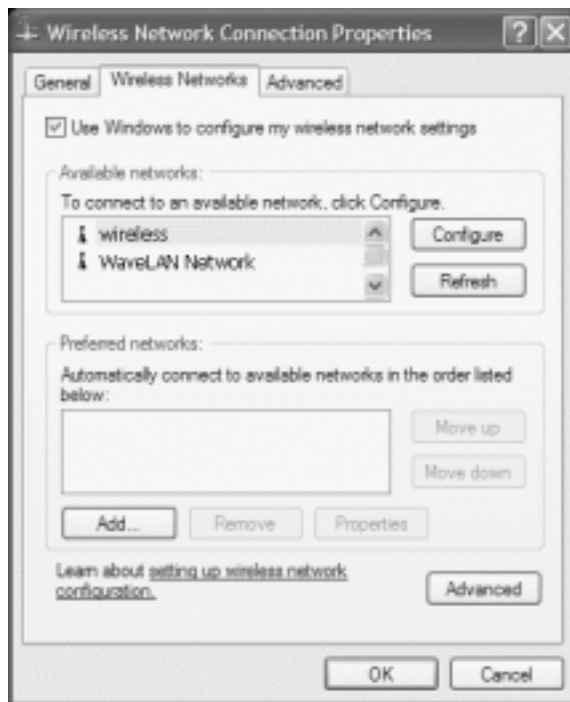 Wireless Network Connection Properties
General
Wireless Networks
Advanced
Use Windows to configure my wireless network settings
Available networks:
To connect to an available network, click Configure.
wireless
Configure
WaveLAN Network
Refresh
Preferred networks:
Automatically connect to available networks in the order listed
below:
Move up
Move down
Add...
Remove
Properties
Learn about setting up wireless network
configuration.
Advanced
OK
Cancel